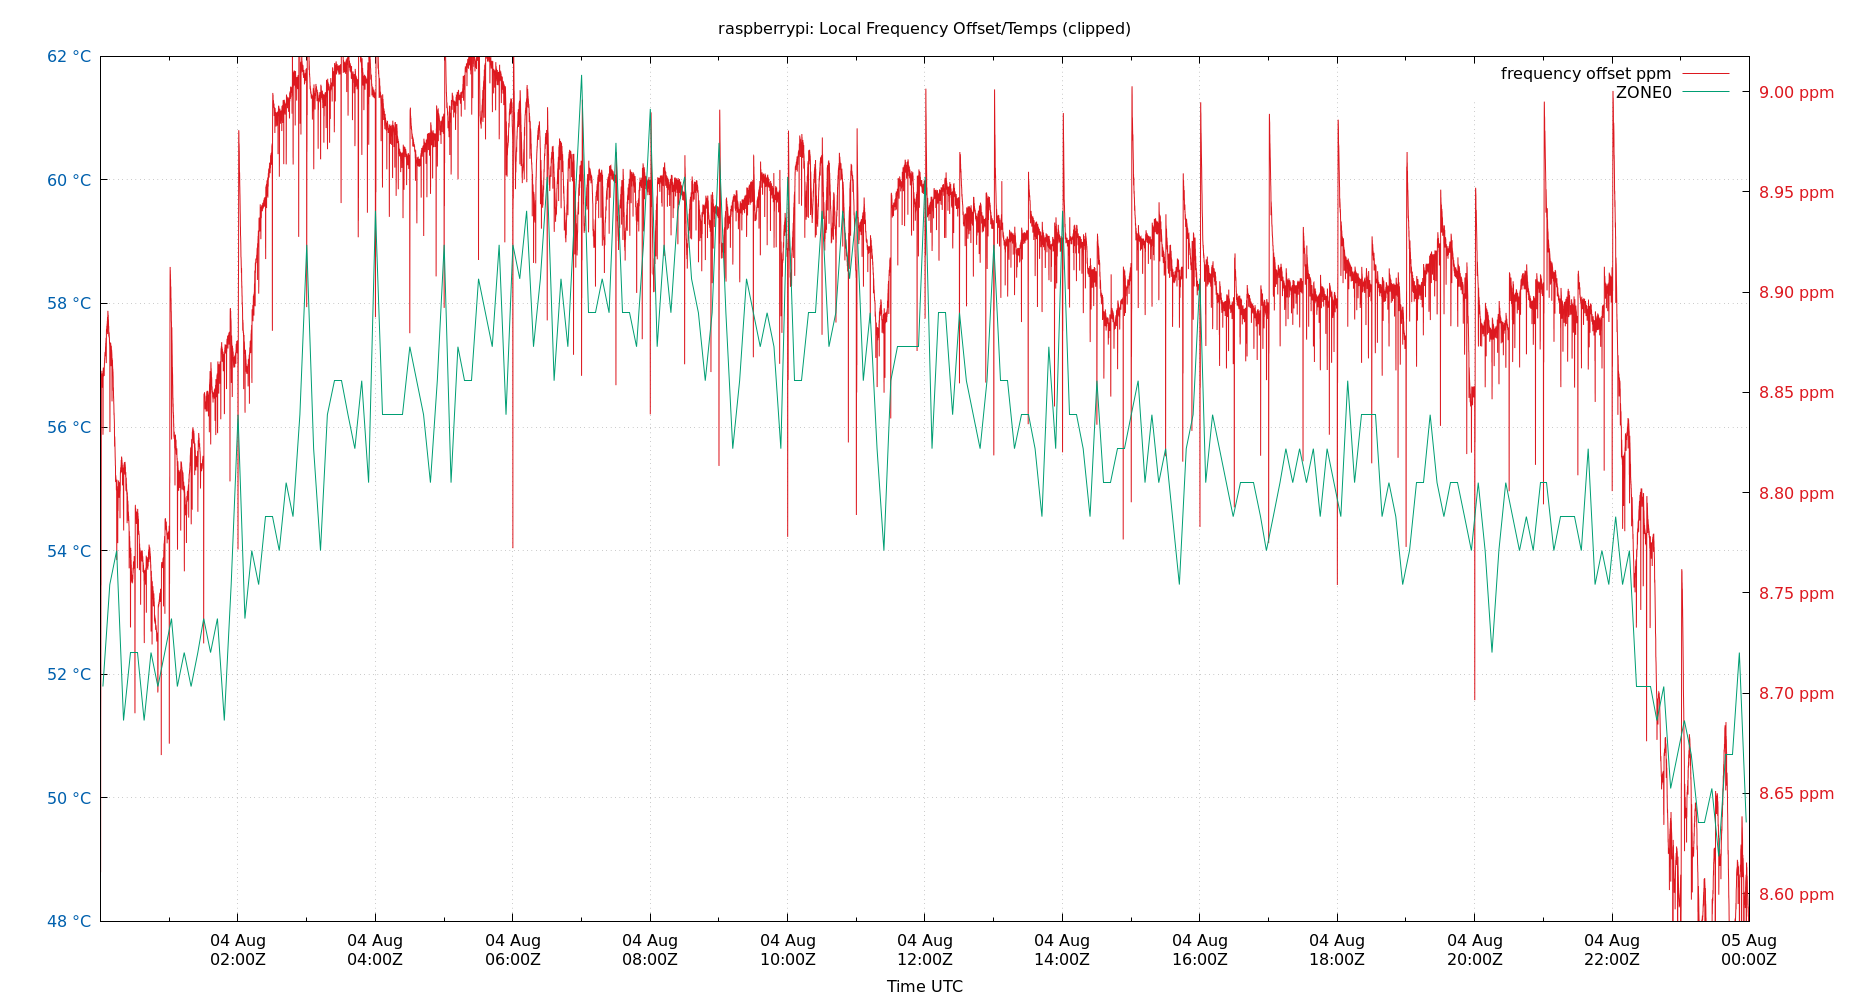 raspberrypi: Local Frequency Offset/Temps (clipped)
62 °C
60 °C
58 °C
56 °C
54 °C
52 °C
50 °C
48 °C
frequency offset ppm
ZONE0
9.00 ppm
8.95 ppm
8.90 ppm
8.85 ppm
8.80 ppm
8.75 ppm
8.70 ppm
8.65 ppm
8.60 ppm
04 Aug 04 Aug 04 Aug 04 Aug 04 Aug 04 Aug 04 Aug 04 Aug 04 Aug 04 Aug 04 Aug 05 Aug
02:00Z 04:00Z 06:00Z 08:00Z 10:00Z 12:00Z 14:00Z 16:00Z 18:00Z 20:00Z 22:00Z 00:00Z
Time UTC